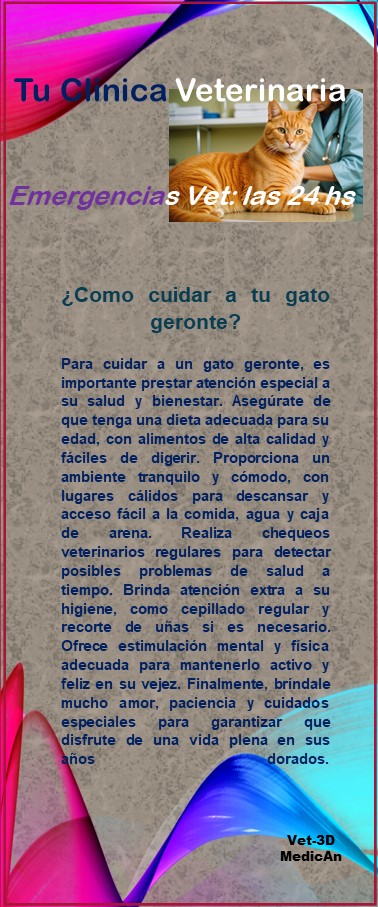 Tu Clinica Veterinaria
Emergencias Vet: las 24 hs
¿Como cuidar a tu gato
geronte?
Para cuidar a un gato geronte, es
importante prestar atención especial a
su salud y bienestar. Asegúrate de
que tenga una dieta adecuada para su
edad, con alimentos de alta calidad y
fáciles de digerir. Proporciona un
ambiente tranquilo y cómodo, con
lugares cálidos para descansar y
acceso fácil a la comida, agua y caja
de arena. Realiza chequeos
veterinarios regulares para detectar
posibles problemas de salud a
tiempo. Brinda atención extra a su
higiene, como cepillado regular y
recorte de uñas si es necesario.
Ofrece estimulación mental y física
adecuada para mantenerlo activo y
feliz en su vejez. Finalmente, bríndale
mucho amor, paciencia y cuidados
especiales para garantizar que
disfrute de una vida plena en sus
años dorados.
Vet-3D
MedicAn